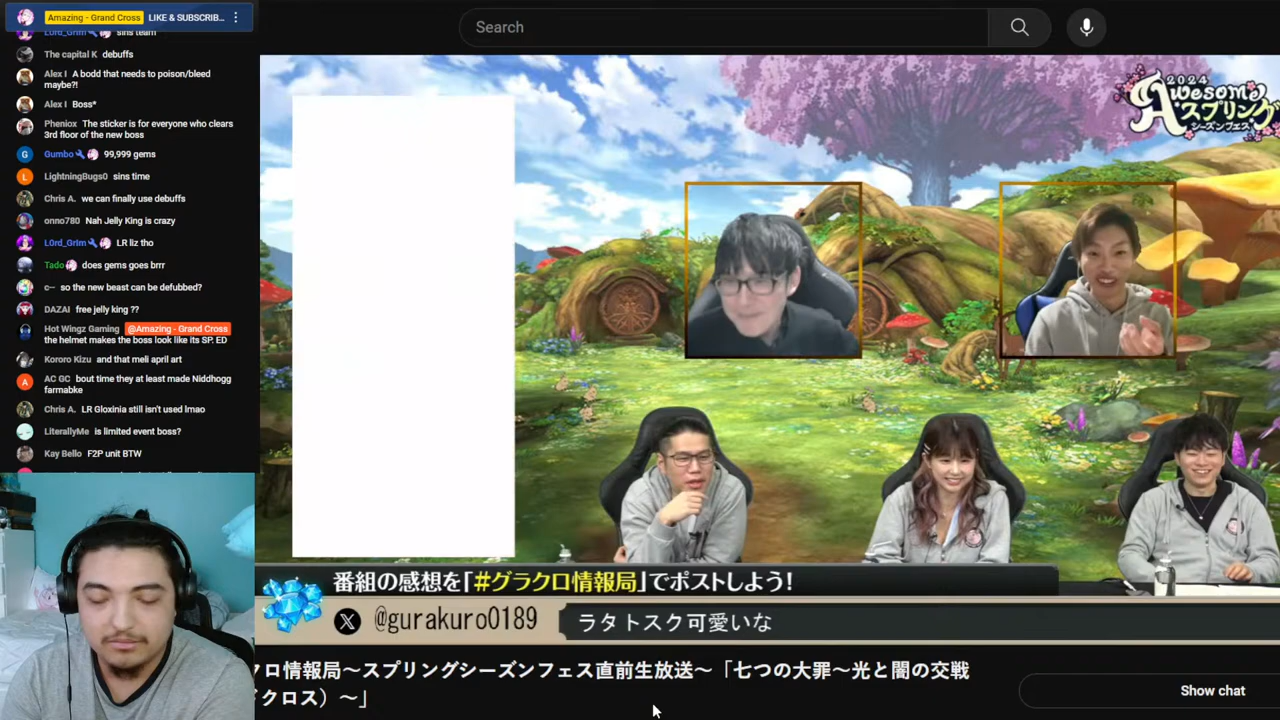 Amazing - Grand Cross LIKE & SUBSCRIB...
Lord_Grim sins team
The capital K debuffs
Alex I A bodd that needs to poison/bleed
maybe?!
Alex I Boss*
Pheniox The sticker is for everyone who clears
3rd floor of the new boss
Gumbo 99,999 gems
LightningBugs0 sins time
Chris A. we can finally use debuffs
onno780 Nah Jelly King is crazy
L0rd_Grim LR liz tho
Tado does gems goes brrr
c-- so the new beast can be defubbed?
DAZAI free jelly king ??
Hot Wingz Gaming @Amazing - Grand Cross
the helmet makes the boss look like its SP. ED
Kororo Kizu and that meli april art
AC GC bout time they at least made Niddhogg
farmabke
Chris A. LR Gloxinia still isn't used lmao
LiterallyMe is limited event boss?
Kay Bello F2P unit BTW
Search
2024
Awesome
スプリング
シーズンフェス
番組の感想を「#グラクロ情報局」でポストしよう!
@gurakuro0189 ラタトスク可愛いな
クロ情報局〜スプリングシーズンフェス直前生放送〜「七つの大罪〜光と闇の交戦
ドクロス）〜」
Show chat